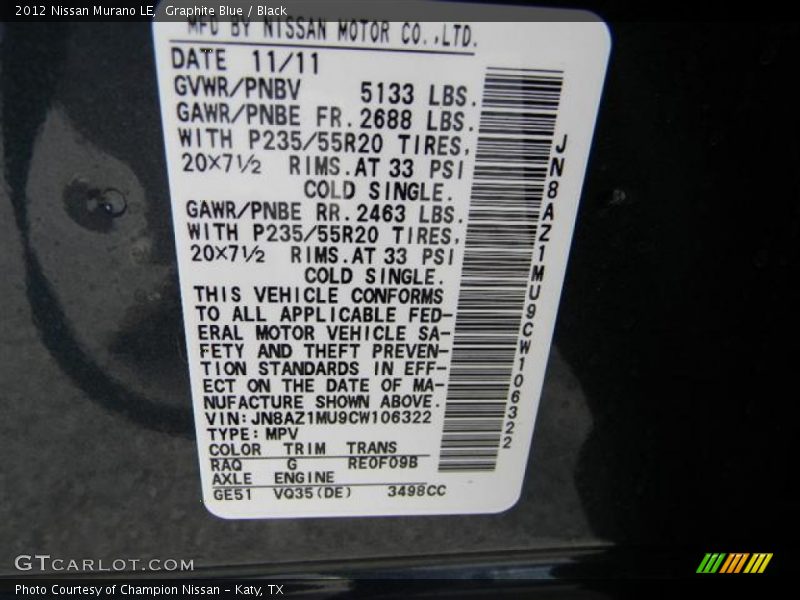 2012 Nissan Murano LE, Graphite Blue / Black
MFD BY NISSAN MOTOR CO.,LTD.
DATE 11/11
GVWR/PNBV 5133 LBS.
GAWR/PNBE FR.2688 LBS.
WITH P235/55R20 TIRES,
20×7½ RIMS.AT 33 PSI
COLD SINGLE.
GAWR/PNBE RR.2463 LBS.
WITH P235/55R20 TIRES,
20×7½ RIMS.AT 33 PSI
COLD SINGLE.
THIS VEHICLE CONFORMS
TO ALL APPLICABLE FED-
ERAL MOTOR VEHICLE SA-
FETY AND THEFT PREVEN-
TION STANDARDS IN EFF-
ECT ON THE DATE OF MA-
NUFACTURE SHOWN ABOVE.
VIN:JN8AZ1MU9CW106322
TYPE:MPV
COLOR TRIM TRANS
RAQ G RE0F09B
AXLE ENGINE
GE51 VQ35(DE) 3498CC
JN8AZ1MU9CW106322
GTCARLOT.COM
Photo Courtesy of Champion Nissan - Katy, TX